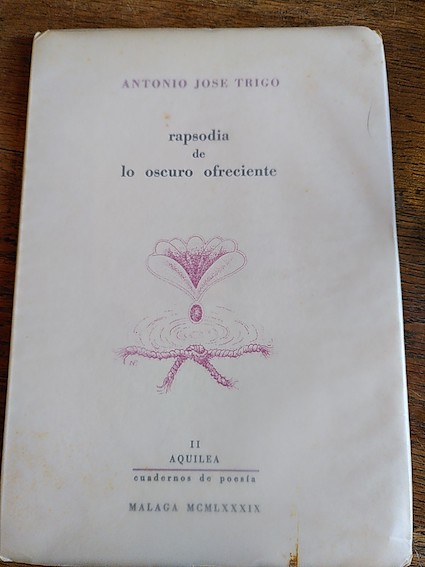 ANTONIO JOSE TRIGO
rapsodia
de
lo oscuro ofreciente
II
AQUILEA
cuadernos de poesía
MALAGA MCMLXXXIX